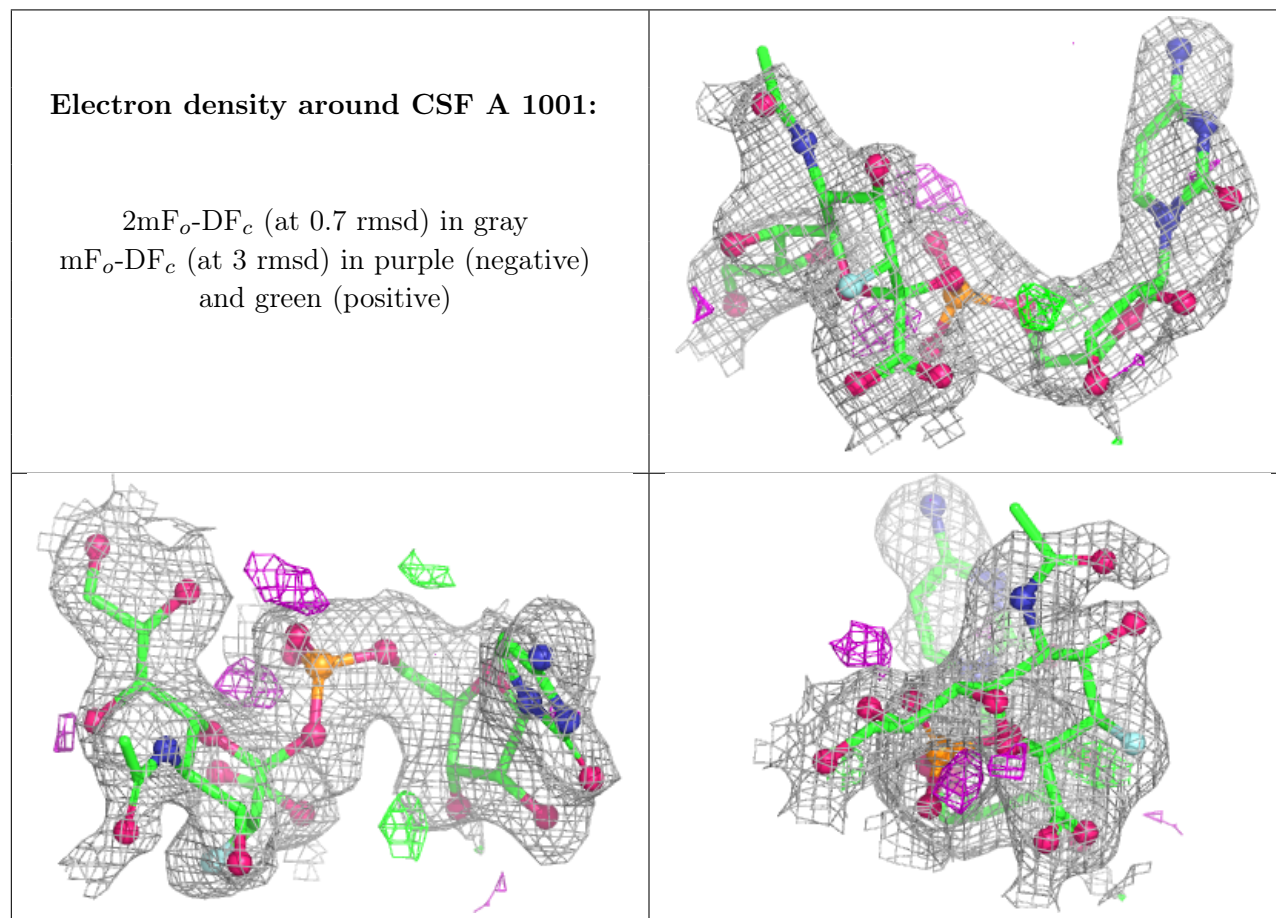 Electron density around CSF A 1001:
2mFo-DFc (at 0.7 rmsd) in gray
mFo-DFc (at 3 rmsd) in purple (negative)
and green (positive)